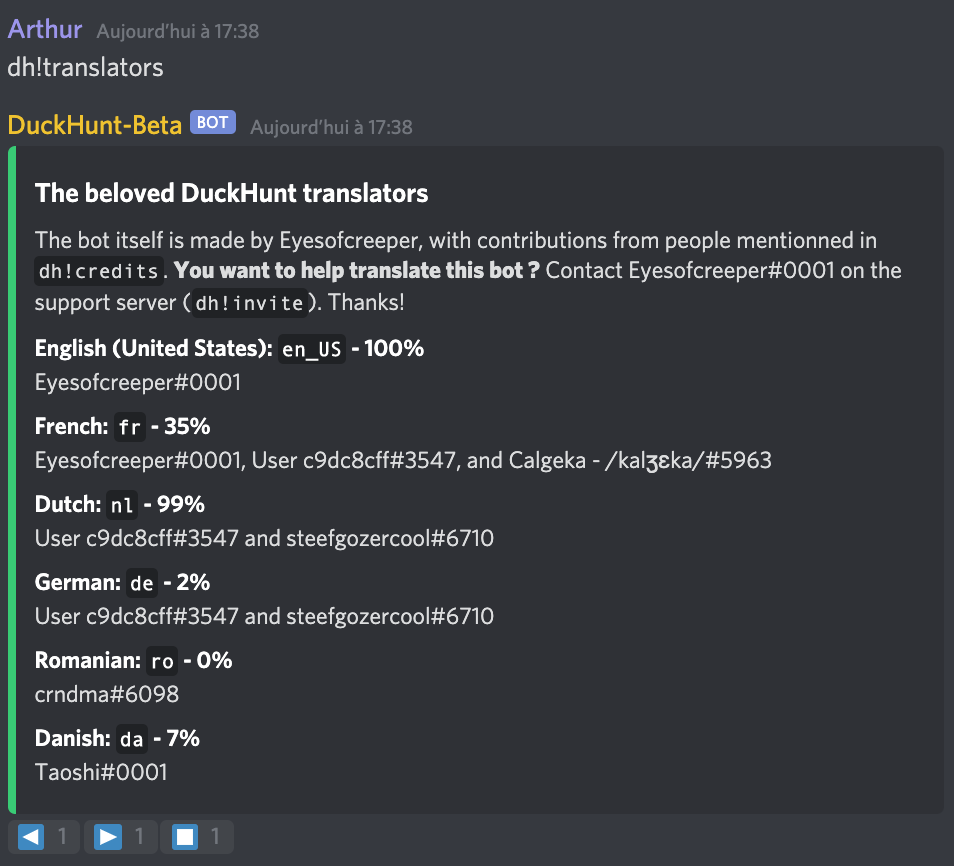 Arthur Aujourd'hui à 17:38
dh!translators
DuckHunt-Beta BOT Aujourd'hui à 17:38
The beloved DuckHunt translators
The bot itself is made by Eyesofcreeper, with contributions from people mentionned in
dh!credits. You want to help translate this bot ? Contact Eyesofcreeper#0001 on the
support server (dh!invite). Thanks!
English (United States): en_US - 100%
Eyesofcreeper#0001
French: fr - 35%
Eyesofcreeper#0001, User c9dc8cff#3547, and Calgeka - /kalʒɛka/#5963
Dutch: nl - 99%
User c9dc8cff#3547 and steefgozercool#6710
German: de - 2%
User c9dc8cff#3547 and steefgozercool#6710
Romanian: ro - 0%
crndma#6098
Danish: da - 7%
Taoshi#0001
1 1 1